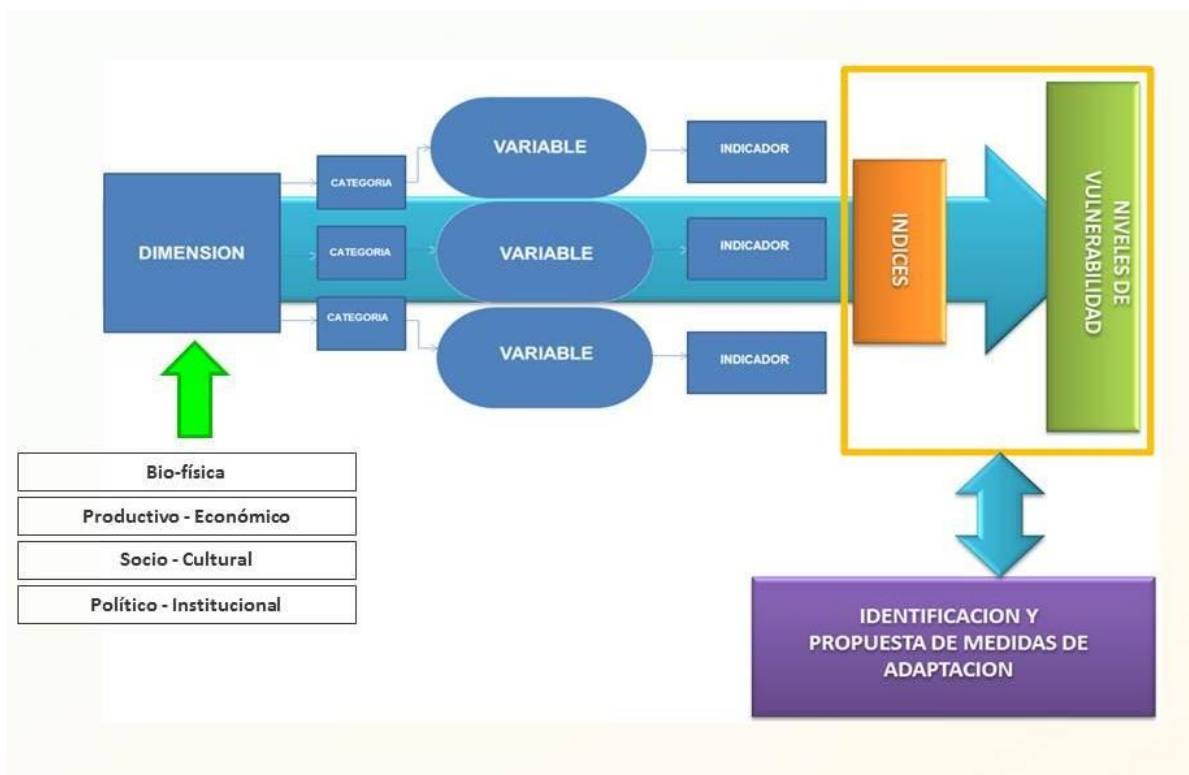 DIMENSION
CATEGORIA
VARIABLE
INDICADOR
CATEGORIA
VARIABLE
INDICADOR
CATEGORIA
VARIABLE
INDICADOR
INDICES
NIVELES DE
VULNERABILIDAD
Bio-física
Productivo - Económico
Socio - Cultural
Político - Institucional
IDENTIFICACION Y
PROPUESTA DE MEDIDAS DE
ADAPTACION